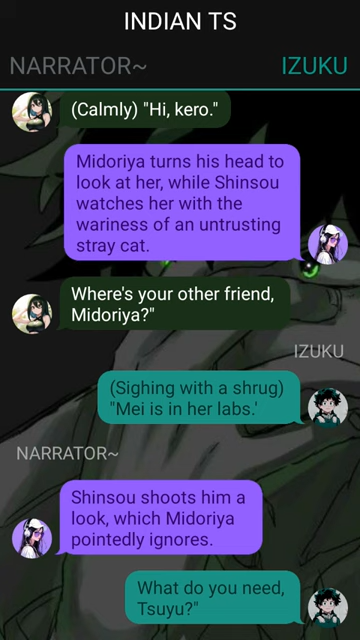 INDIAN TS
NARRATOR~ IZUKU
(Calmly) "Hi, kero."
Midoriya turns his head to
look at her, while Shinsou
watches her with the
wariness of an untrusting
stray cat.
Where's your other friend,
Midoriya?"
IZUKU
(Sighing with a shrug)
"Mei is in her labs.'
NARRATOR~
Shinsou shoots him a
look, which Midoriya
pointedly ignores.
What do you need,
Tsuyu?"